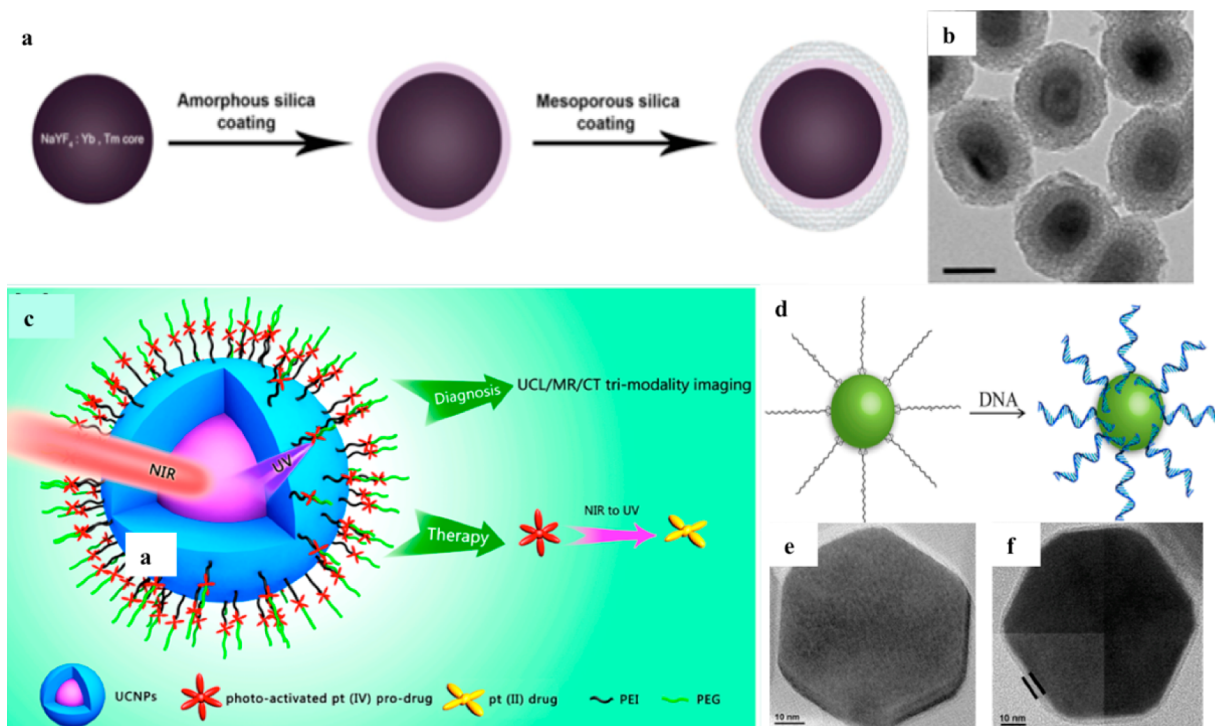 a
NaYF4: Yb, Tm core
Amorphous silica
coating
Mesoporous silica
coating
b
c
NIR
UV
a
Diagnosis
UCL/MR/CT tri-modality imaging
Therapy
NIR to UV
UCNPs
photo-activated pt (IV) pro-drug
pt (II) drug
PEI
PEG
d
DNA
e
10 nm
f
10 nm